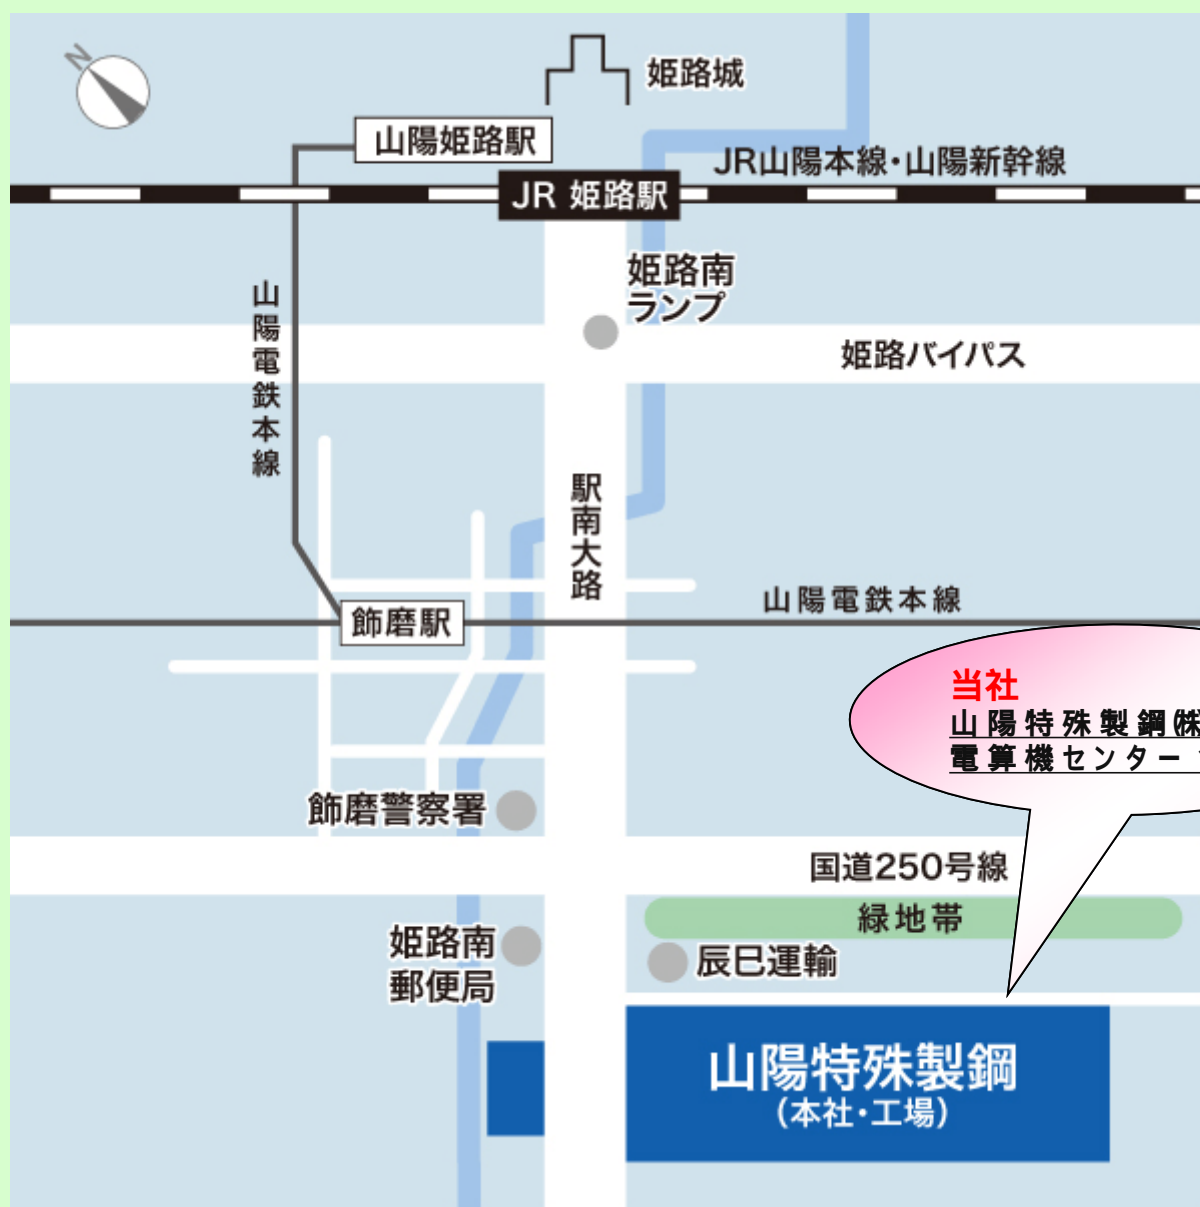 N
姫路城
山陽姫路駅
JR山陽本線・山陽新幹線
JR 姫路駅
姫路南
ランプ
山陽電鉄本線
姫路バイパス
駅南大路
山陽電鉄本線
飾磨駅
当社
山陽特殊製鋼㈱
電算機センター
飾磨警察署
国道250号線
緑地帯
姫路南
郵便局
辰巳運輸
山陽特殊製鋼
(本社・工場)